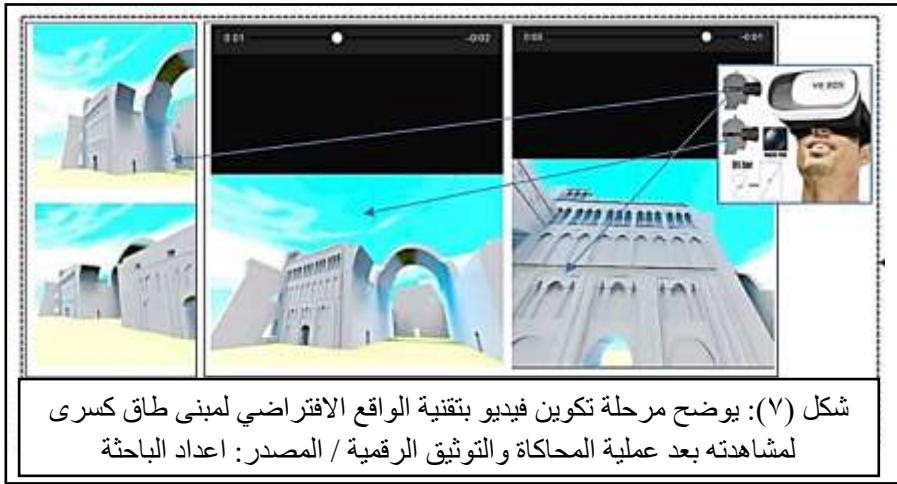 0:01
-0:02
0:00
-0:01
VR BOX
شكل (٧): يوضح مرحلة تكوين فيديو بتقنية الواقع الافتراضي لمبنى طاق كسرى
لمشاهدته بعد عملية المحاكاة والتوثيق الرقمية / المصدر: اعداد الباحثة